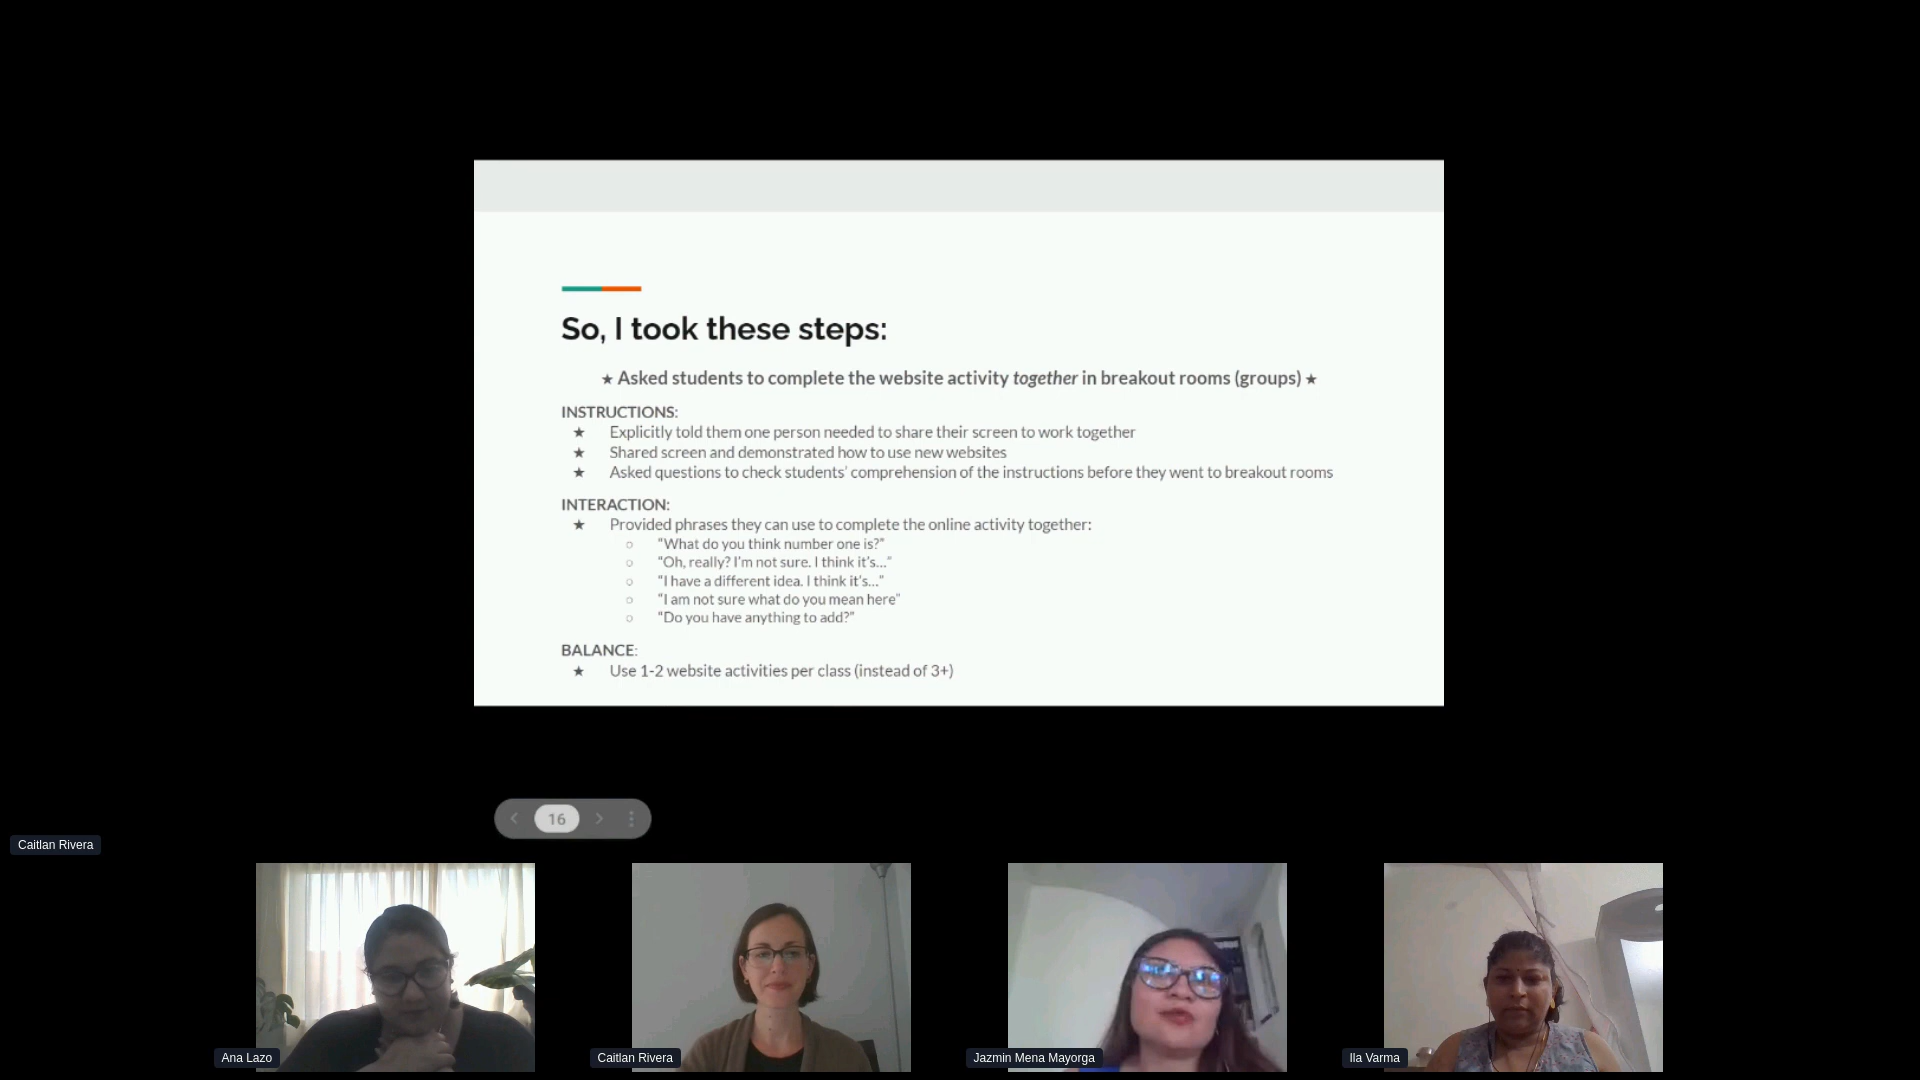 So, I took these steps:
★ Asked students to complete the website activity together in breakout rooms (groups) ★
INSTRUCTIONS:
★ Explicitly told them one person needed to share their screen to work together
★ Shared screen and demonstrated how to use new websites
★ Asked questions to check students' comprehension of the instructions before they went to breakout rooms
INTERACTION:
★ Provided phrases they can use to complete the online activity together:
○ “What do you think number one is?”
○ “Oh, really? I'm not sure. I think it's...”
○ “I have a different idea. I think it's...”
○ “I am not sure what do you mean here”
○ “Do you have anything to add?”
BALANCE:
★ Use 1-2 website activities per class (instead of 3+)
16
Caitlan Rivera
Ana Lazo
Caitlan Rivera
Jazmin Mena Mayorga
Ila Varma